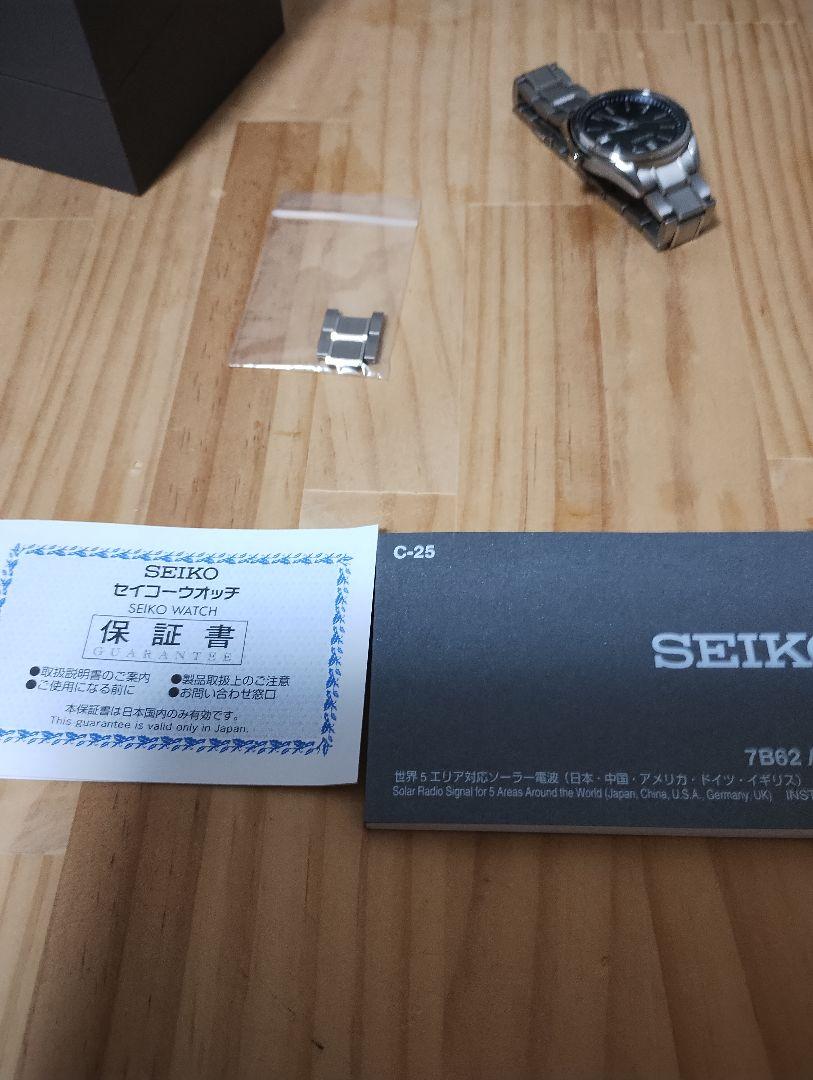 SEIKO
セイコーウオッチ
SEIKO WATCH
保証書
GUARANTEE
●取扱説明書のご案内 ●製品取扱上のご注意
●ご使用になる前に ●お問い合わせ窓口
本保証書は日本国内のみ有効です。
This guarantee is valid only in Japan.
C-25
SEIKO
7B62 /
世界5エリア対応ソーラー電波（日本・中国・アメリカ・ドイツ・イギリス）
Solar Radio Signal for 5 Areas Around the World (Japan, China, U.S.A., Germany, UK) INST